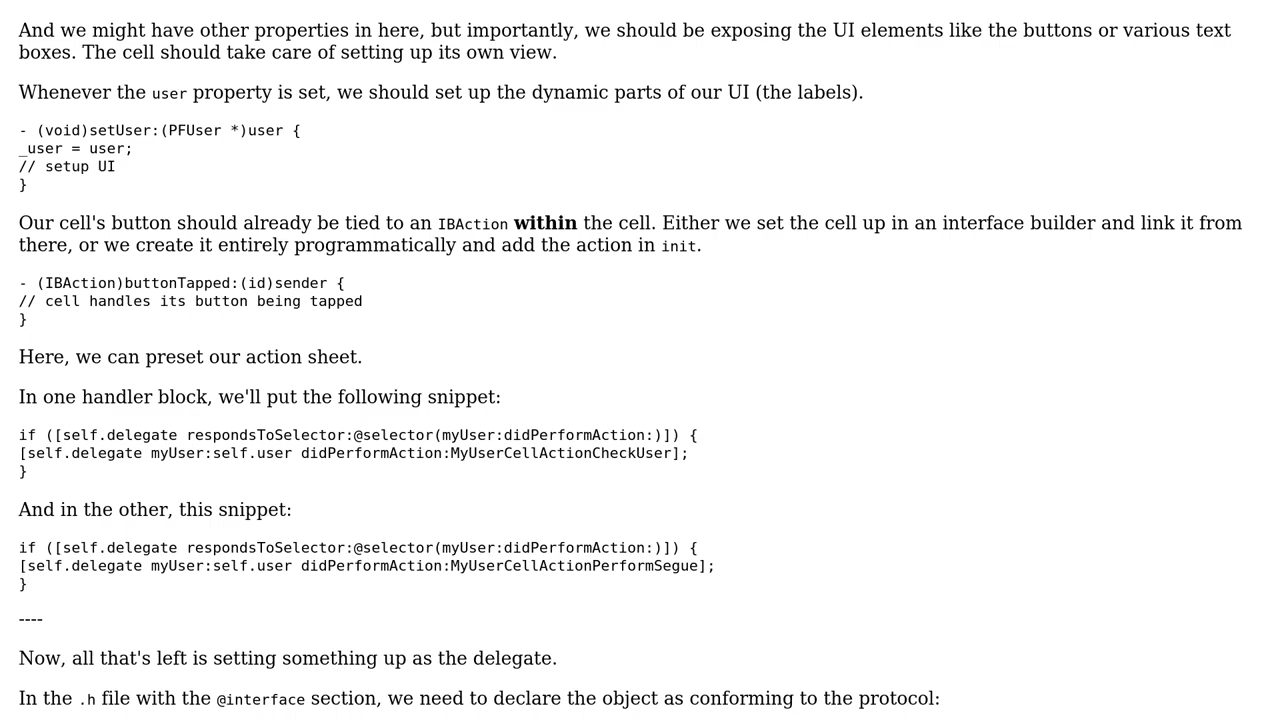 And we might have other properties in here, but importantly, we should be exposing the UI elements like the buttons or various text
boxes. The cell should take care of setting up its own view.
Whenever the user property is set, we should set up the dynamic parts of our UI (the labels).
- (void)setUser:(PFUser *)user {
_user = user;
// setup UI
}
Our cell's button should already be tied to an IBAction within the cell. Either we set the cell up in an interface builder and link it from
there, or we create it entirely programmatically and add the action in init.
- (IBAction)buttonTapped:(id)sender {
// cell handles its button being tapped
}
Here, we can preset our action sheet.
In one handler block, we'll put the following snippet:
if ([self.delegate respondsToSelector:@selector(myUser:didPerformAction:)]) {
[self.delegate myUser:self.user didPerformAction:MyUserCellActionCheckUser];
}
And in the other, this snippet:
if ([self.delegate respondsToSelector:@selector(myUser:didPerformAction:)]) {
[self.delegate myUser:self.user didPerformAction:MyUserCellActionPerformSegue];
}
----
Now, all that's left is setting something up as the delegate.
In the .h file with the @interface section, we need to declare the object as conforming to the protocol: